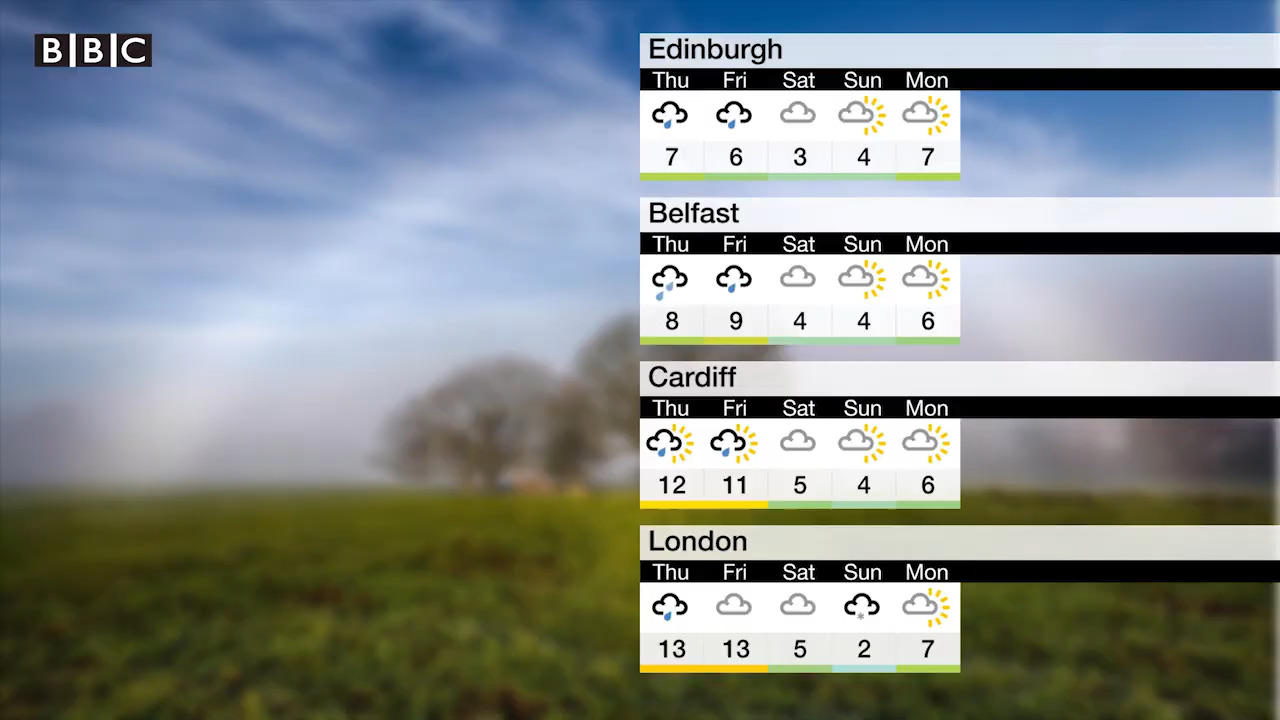 BBC
Edinburgh
Thu Fri Sat Sun Mon
7 6 3 4 7
Belfast
Thu Fri Sat Sun Mon
8 9 4 4 6
Cardiff
Thu Fri Sat Sun Mon
12 11 5 4 6
London
Thu Fri Sat Sun Mon
13 13 5 2 7